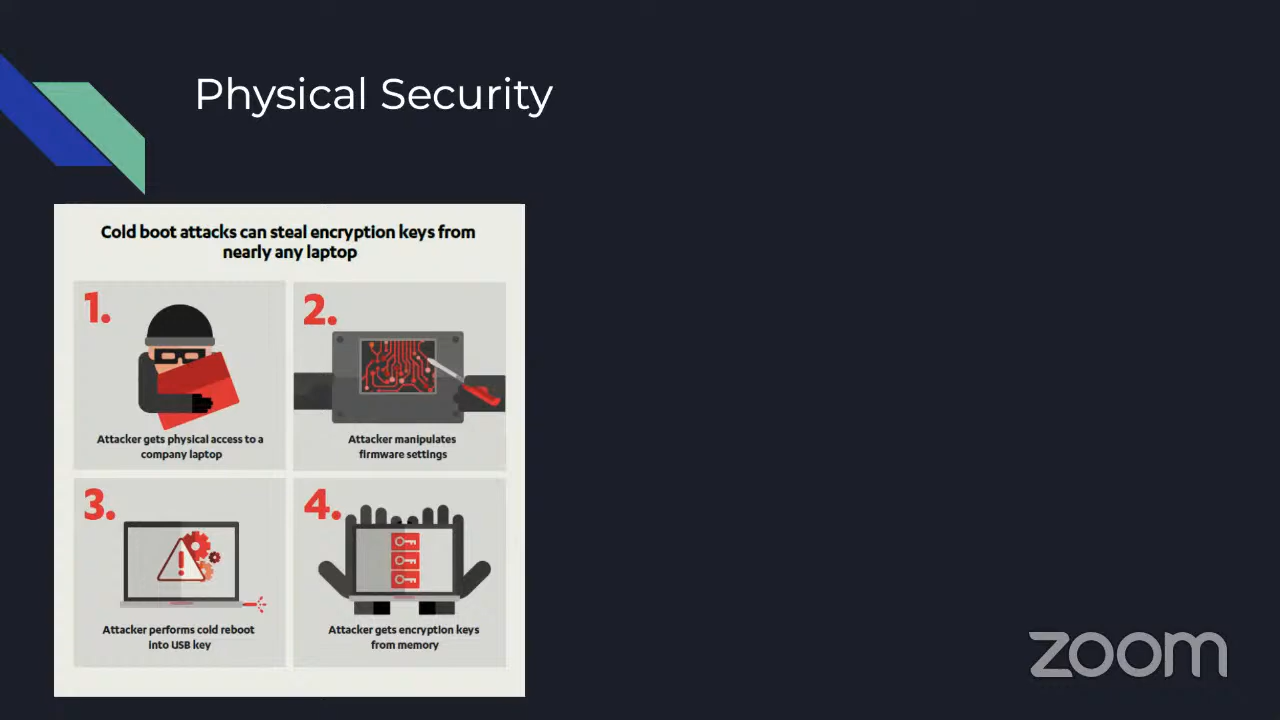 Physical Security
Cold boot attacks can steal encryption keys from
nearly any laptop
1.
Attacker gets physical access to a
company laptop
2.
Attacker manipulates
firmware settings
3.
Attacker performs cold reboot
into USB key
4.
Attacker gets encryption keys
from memory
zoom